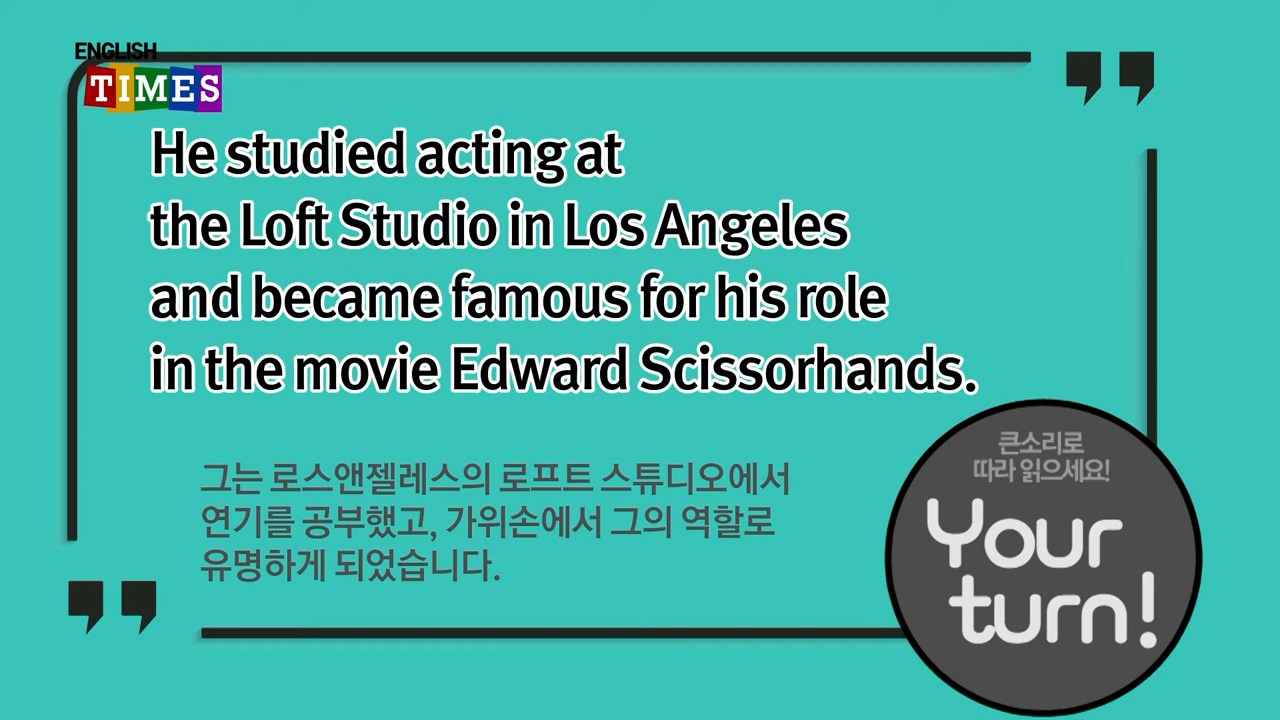 ENGLISH
TIMES
He studied acting at
the Loft Studio in Los Angeles
and became famous for his role
in the movie Edward Scissorhands.
그는 로스앤젤레스의 로프트 스튜디오에서
연기를 공부했고, 가위손에서 그의 역할로
유명하게 되었습니다.
큰소리로
따라 읽으세요!
Your
turn!